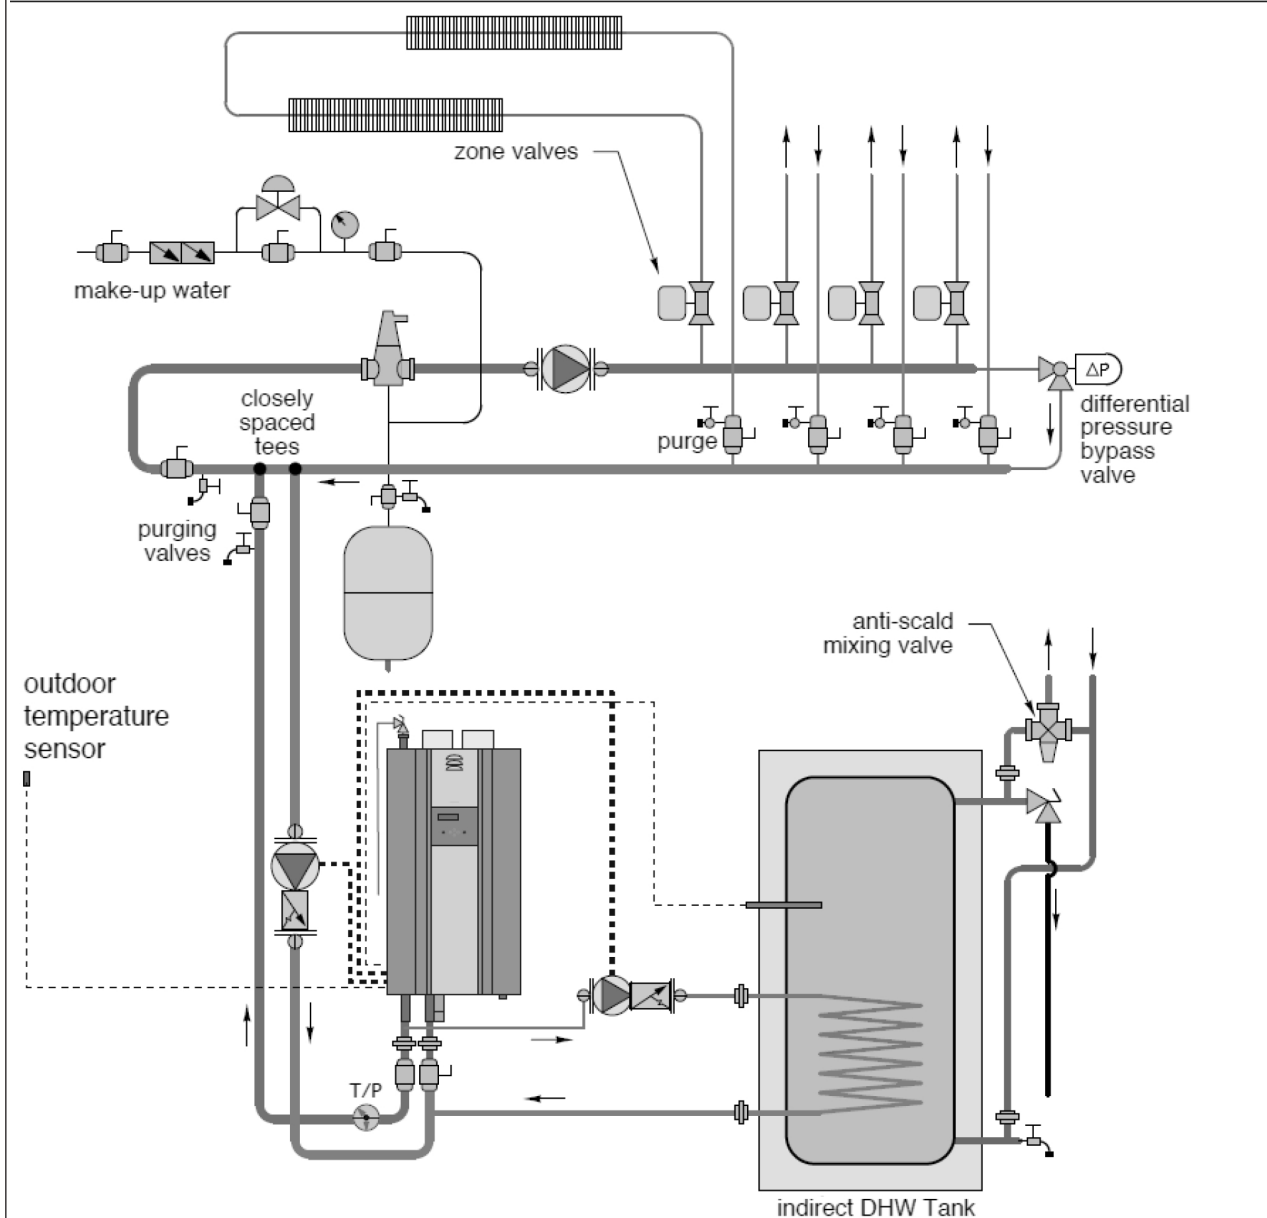 zone valves
make-up water
closely
spaced
tees
ΔP
differential
pressure
bypass
valve
purge
purging
valves
anti-scald
mixing valve
outdoor
temperature
sensor
T/P
indirect DHW Tank